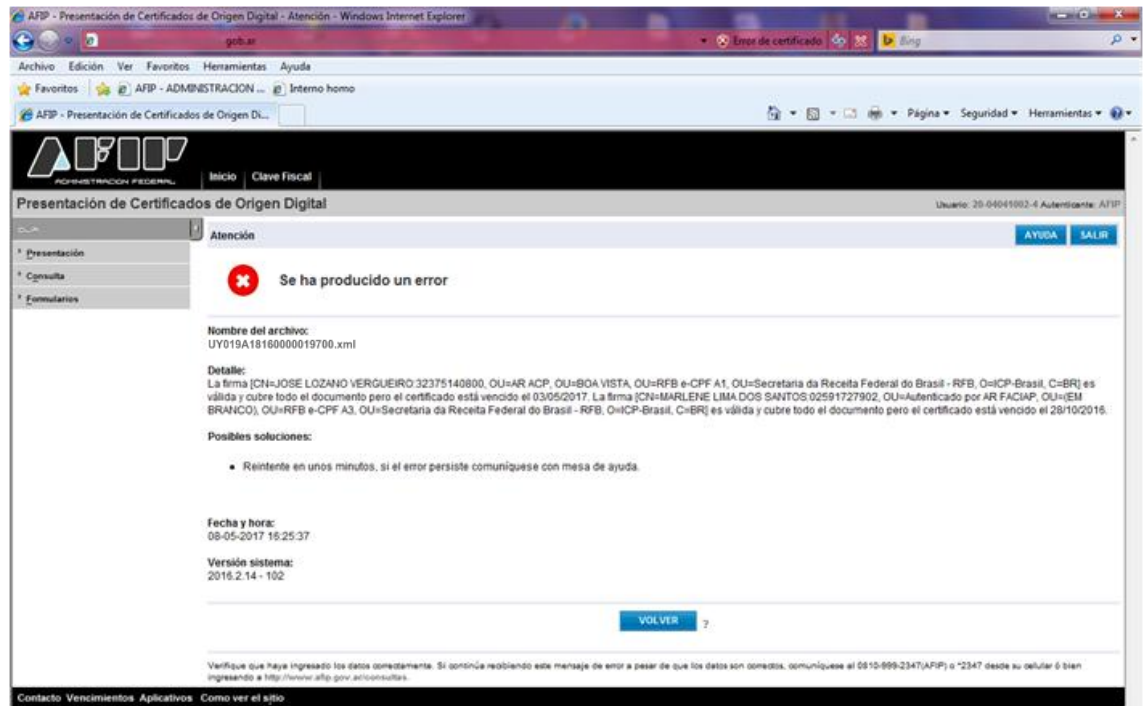 AFIP - Presentación de Certificados de Origen Digital - Atención - Windows Internet Explorer
gob.ar
Error de certificado
Bing
Archivo Edición Ver Favoritos Herramientas Ayuda
Favoritos AFIP - ADMINISTRACION ... Interno homo
AFIP - Presentación de Certificados de Origen Di...
Página Seguridad Herramientas
AFIP
ADMINISTRACION FEDERAL
Inicio Clave Fiscal
Presentación de Certificados de Origen Digital
Usuario: 20-04041002-4 Autenticante: AFIP
Atención
AYUDA SALIR
Presentación
Consulta
Formularios
Se ha producido un error
Nombre del archivo:
UY019A18160000019700.xml
Detalle:
La firma [CN=JOSE LOZANO VERGUEIRO:32375140800, OU=AR ACP, OU=BOA VISTA, OU=RFB e-CPF A1, OU=Secretaria da Receita Federal do Brasil - RFB, O=ICP-Brasil, C=BR] es
válida y cubre todo el documento pero el certificado está vencido el 03/05/2017. La firma [CN=MARLENE LIMA DOS SANTOS:02591727902, OU=Autenticado por AR FACIAP, OU=(EM
BRANCO), OU=RFB e-CPF A3, OU=Secretaria da Receita Federal do Brasil - RFB, O=ICP-Brasil, C=BR] es válida y cubre todo el documento pero el certificado está vencido el 28/10/2016.
Posibles soluciones:
• Reintente en unos minutos, si el error persiste comuníquese con mesa de ayuda.
Fecha y hora:
08-05-2017 16:25:37
Versión sistema:
2016.2.14 - 102
VOLVER ?
Verifique que haya ingresado los datos correctamente. Si continúa recibiendo este mensaje de error a pesar de que los datos son correctos, comuníquese al 0810-999-2347(AFIP) o *2347 desde su celular ó bien
ingresando a http://www.afip.gov.ar/consultas.
Contacto Vencimientos Aplicativos Como ver el sitio